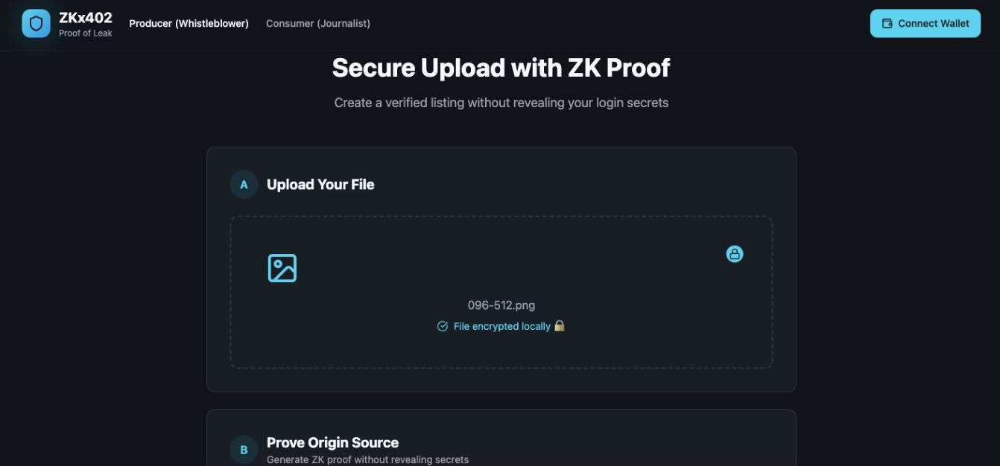 ZKx402
Proof of Leak
Producer (Whistleblower)
Consumer (Journalist)
Connect Wallet
Secure Upload with ZK Proof
Create a verified listing without revealing your login secrets
A
Upload Your File
096-512.png
File encrypted locally 🔒
B
Prove Origin Source
Generate ZK proof without revealing secrets